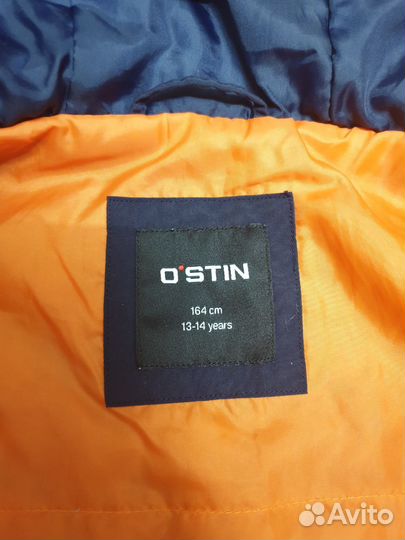 O'STIN
164 cm
13-14 years
Avito